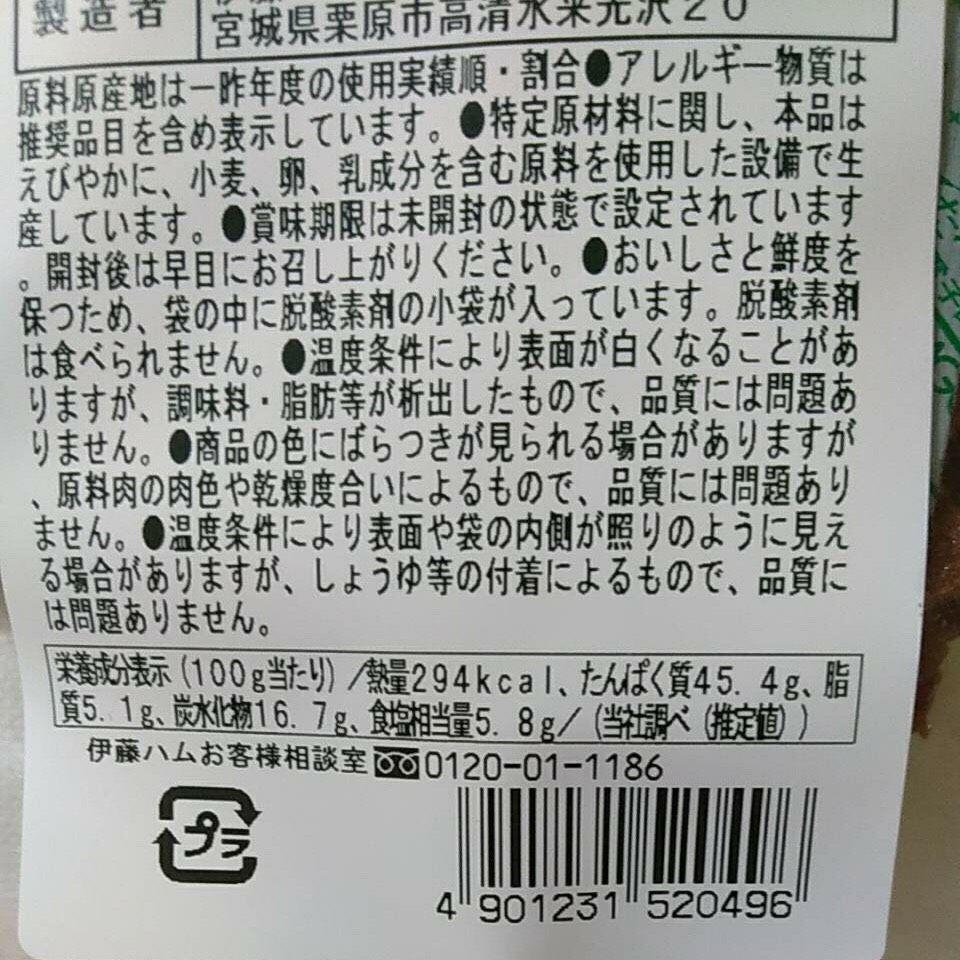 製造者
宮城県栗原市高清水来光沢20
原料原産地は一昨年度の使用実績順・割合●アレルギー物質は
推奨品目を含め表示しています。●特定原材料に関し、本品は
えびやかに、小麦、卵、乳成分を含む原料を使用した設備で生
産しています。●賞味期限は未開封の状態で設定されています
。開封後は早目にお召し上がりください。●おいしさと鮮度を
保つため、袋の中に脱酸素剤の小袋が入っています。脱酸素剤
は食べられません。●温度条件により表面が白くなることがあ
りますが、調味料・脂肪等が析出したもので、品質には問題あ
りません。●商品の色にばらつきが見られる場合がありますが
、原料肉の肉色や乾燥度合いによるもので、品質には問題あり
ません。●温度条件により表面や袋の内側が照りのように見え
る場合がありますが、しょうゆ等の付着によるもので、品質に
は問題ありません。
栄養成分表示(100g当たり)/熱量294kcal、たんぱく質45.4g、脂
質5.1g、炭水化物16.7g、食塩相当量5.8g/(当社調べ(推定値))
伊藤ハムお客様相談室 0120-01-1186
プラ
4 901231 520496